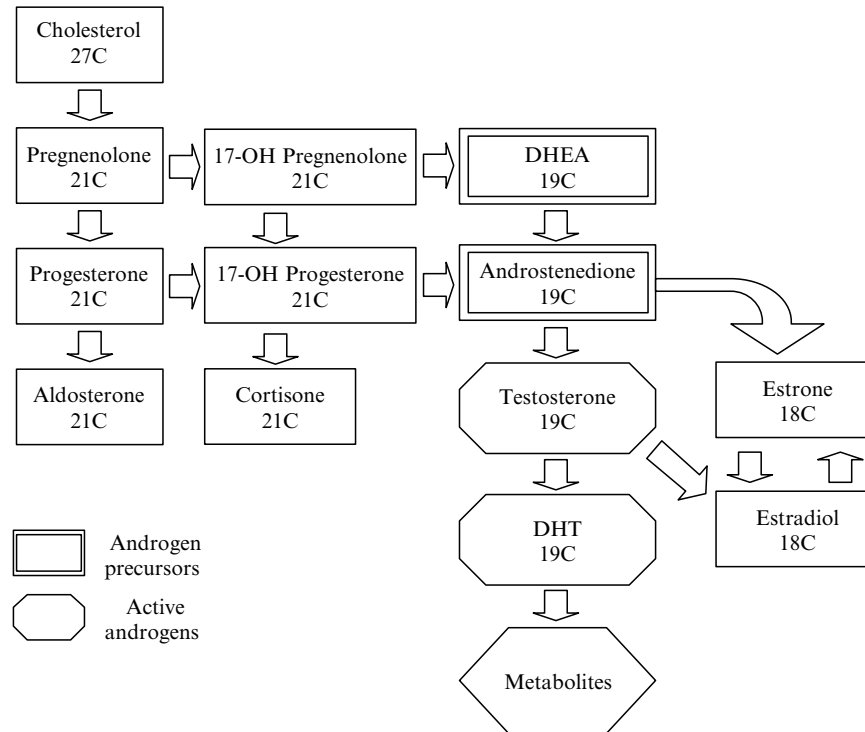 Cholesterol
27C
Pregnenolone
21C
17-OH Pregnenolone
21C
DHEA
19C
Progesterone
21C
17-OH Progesterone
21C
Androstenedione
19C
Aldosterone
21C
Cortisone
21C
Testosterone
19C
Estrone
18C
DHT
19C
Estradiol
18C
Androgen
precursors
Active
androgens
Metabolites